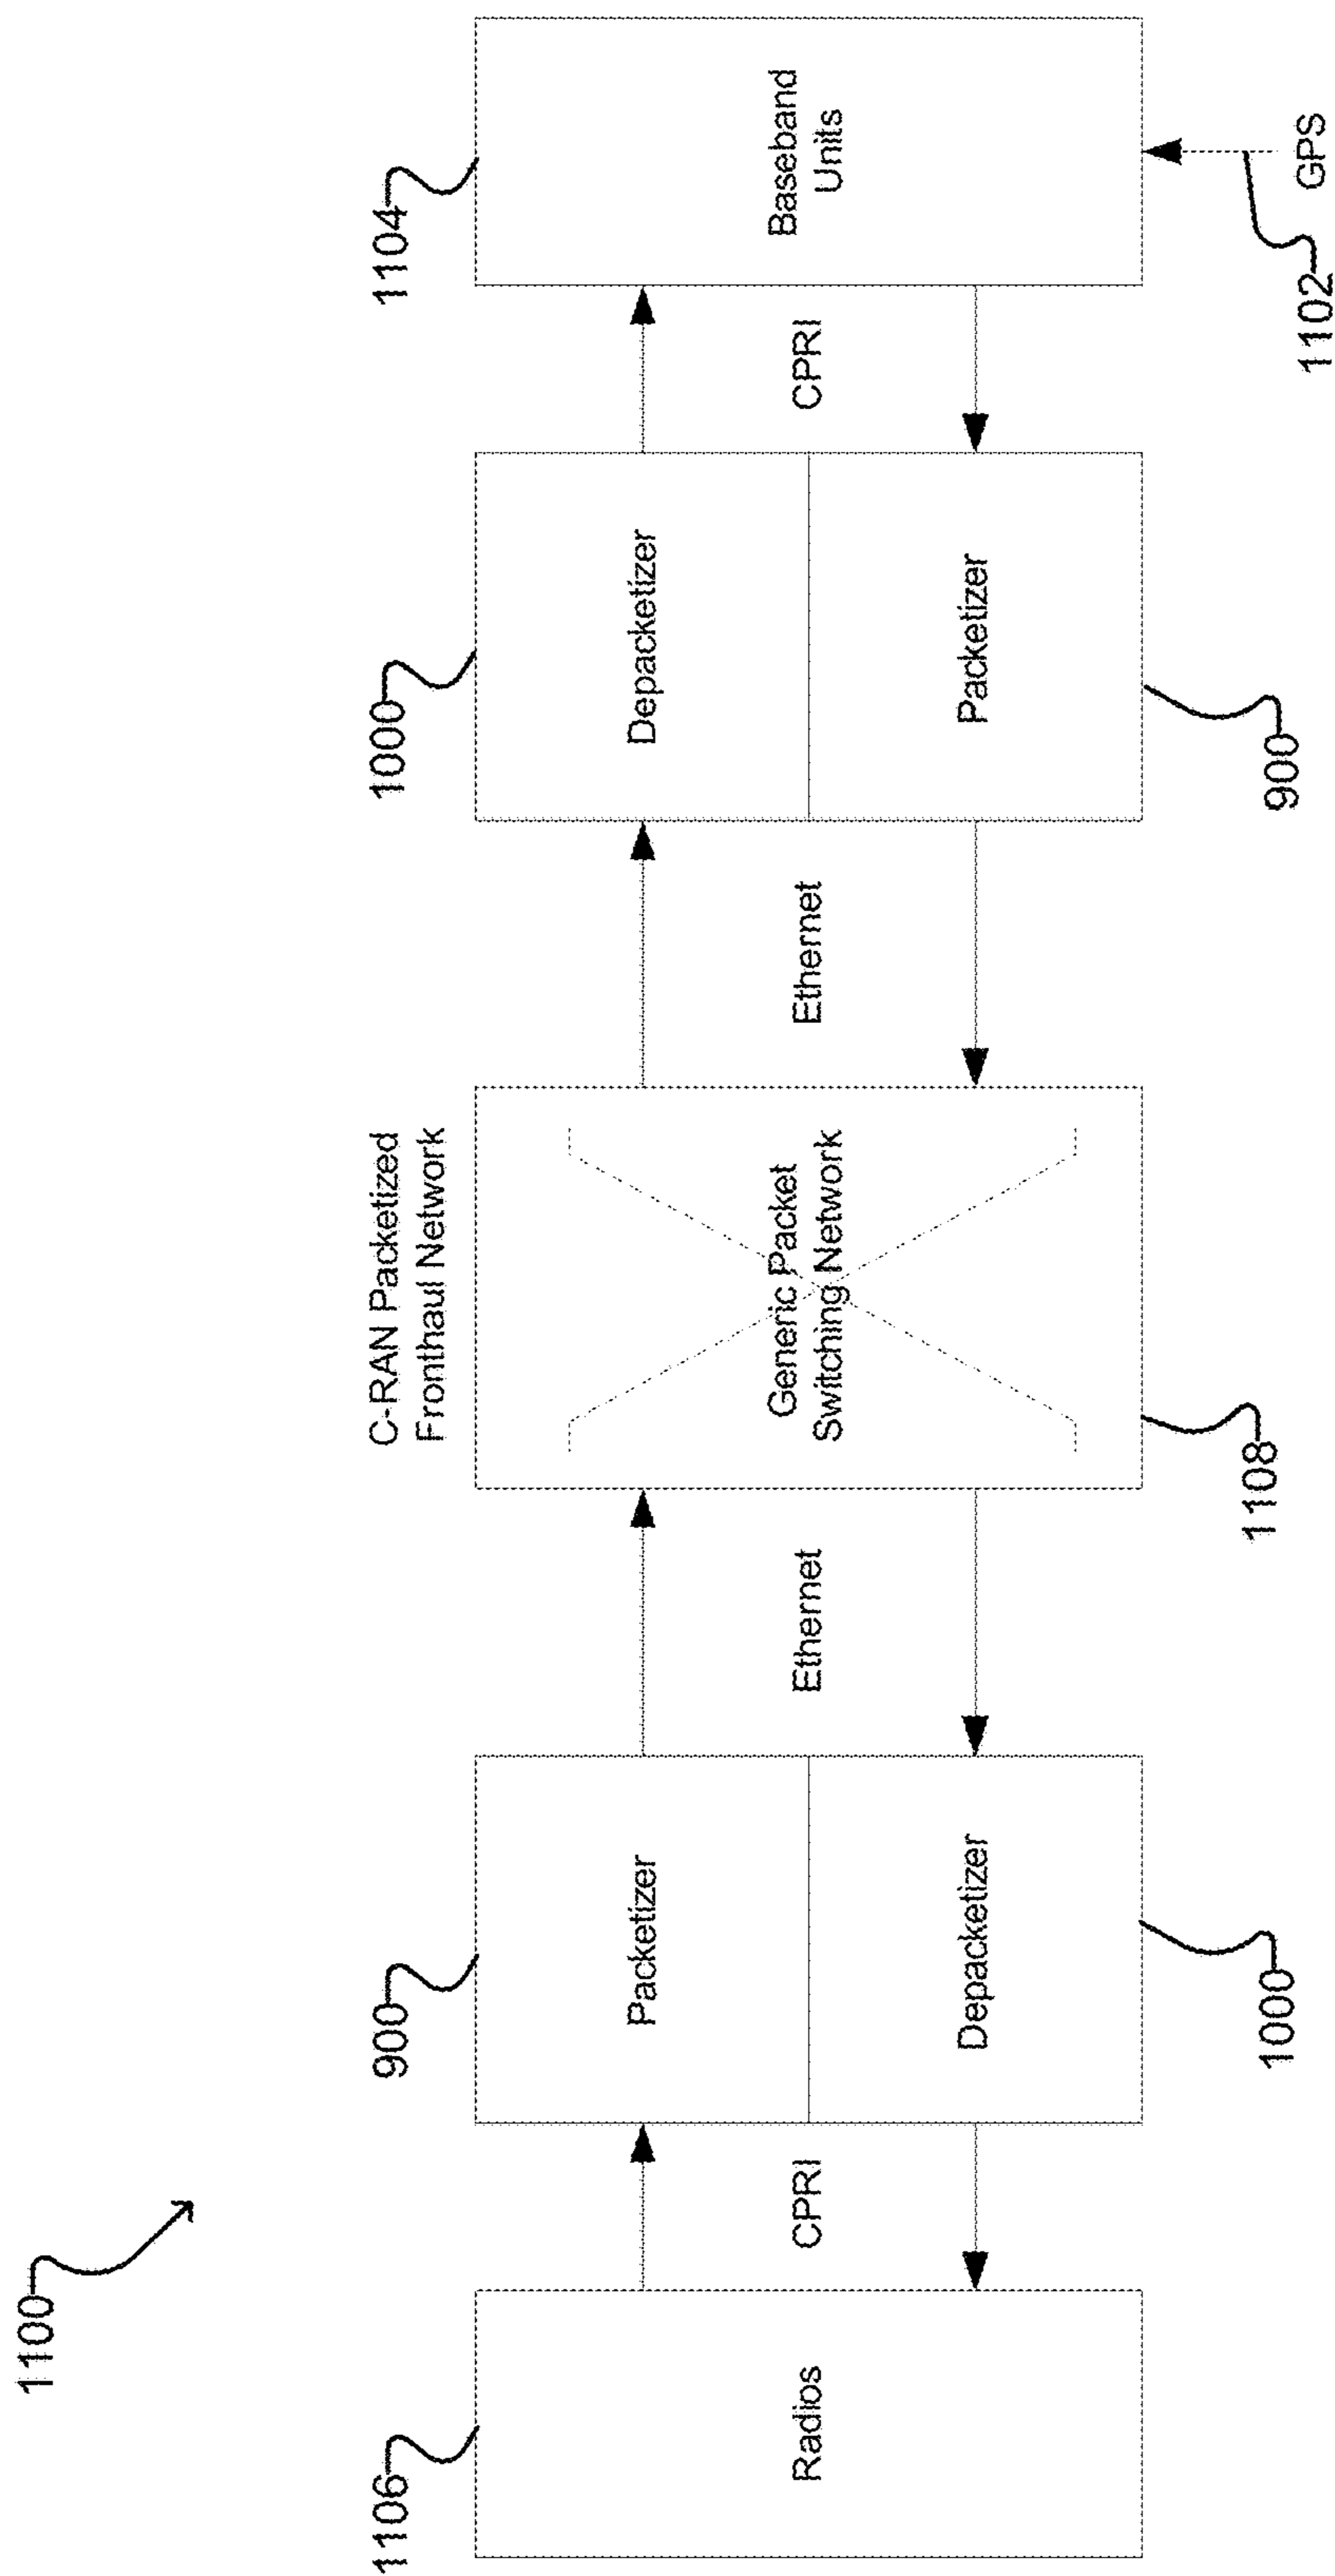 1100
C-RAN Packetized
Fronthaul Network
1106
900
1000
1104
Radios
CPRI
Packetizer
Depacketizer
Ethernet
Generic Packet
Switching Network
Ethernet
Depacketizer
Packetizer
CPRI
Baseband
Units
1000
1108
900
1102
GPS